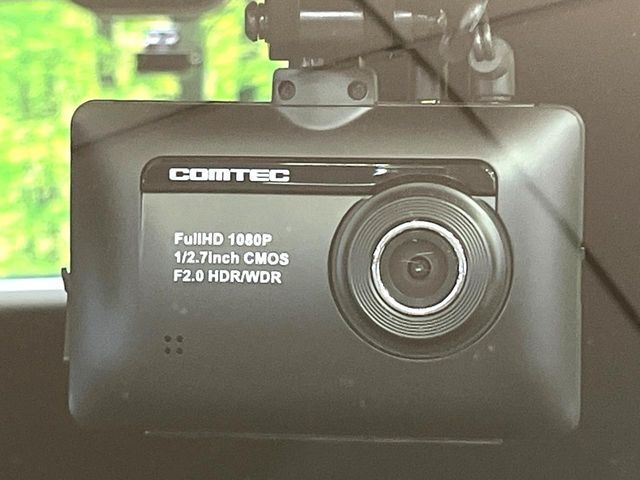 COMTEC
FullHD 1080P
1/2.7inch CMOS
F2.0 HDR/WDR